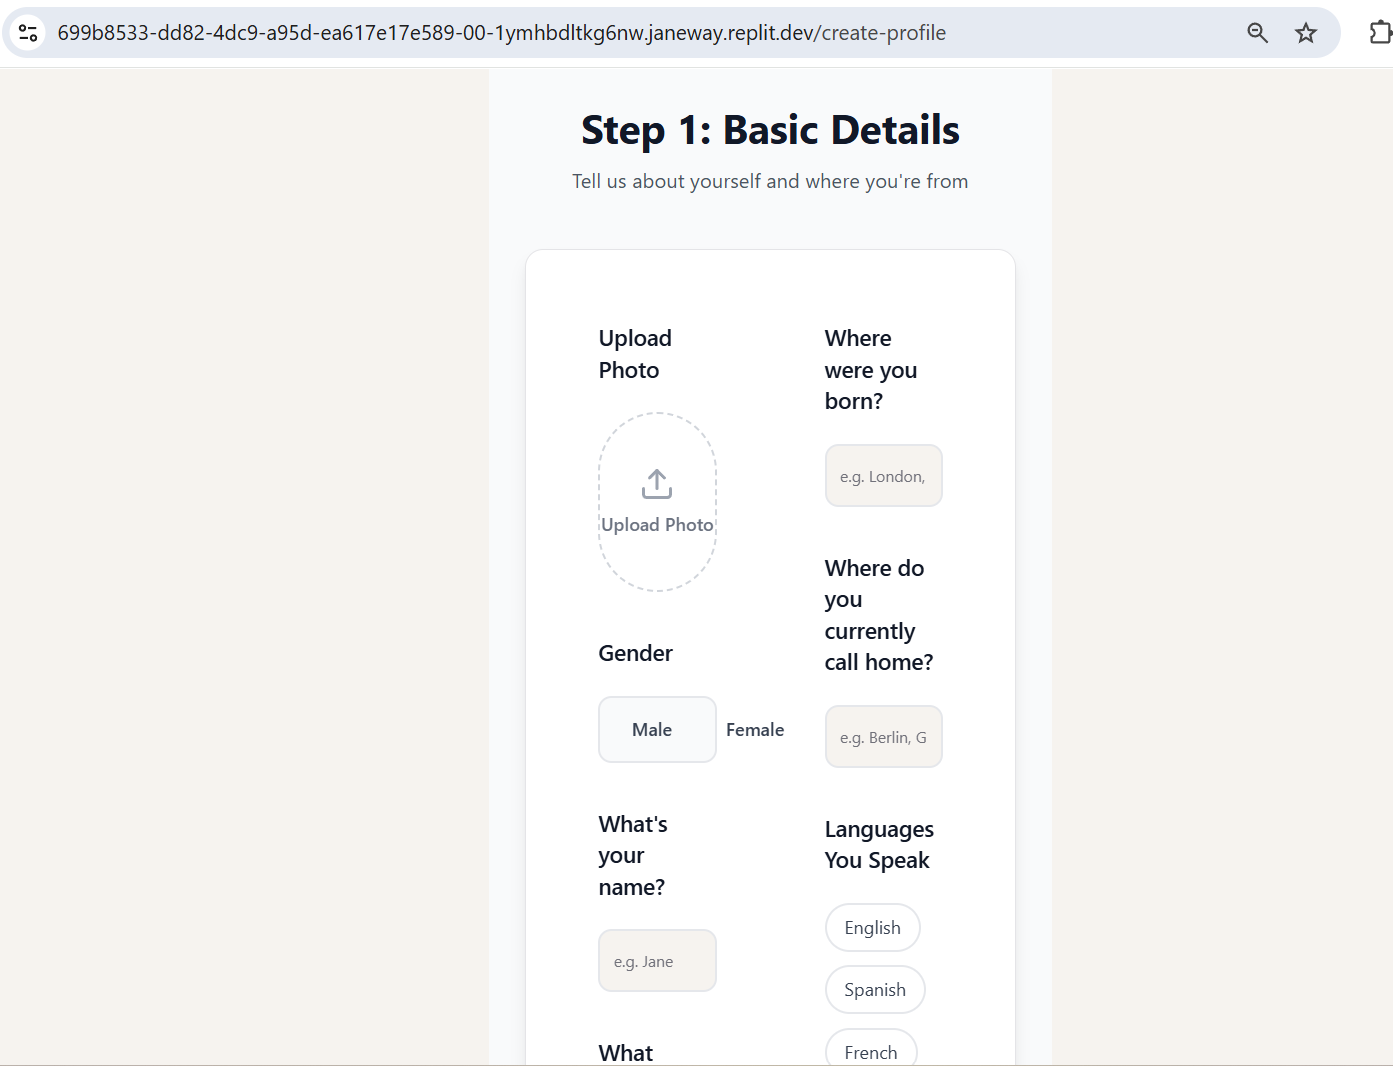 699b8533-dd82-4dc9-a95d-ea617e17e589-00-1ymhbdltkg6nw.janeway.replit.dev/create-profile
Step 1: Basic Details
Tell us about yourself and where you're from
Upload
Photo
Upload Photo
Gender
Male
Female
What's
your
name?
e.g. Jane
What
Where
were you
born?
e.g. London,
Where do
you
currently
call home?
e.g. Berlin, G
Languages
You Speak
English
Spanish
French